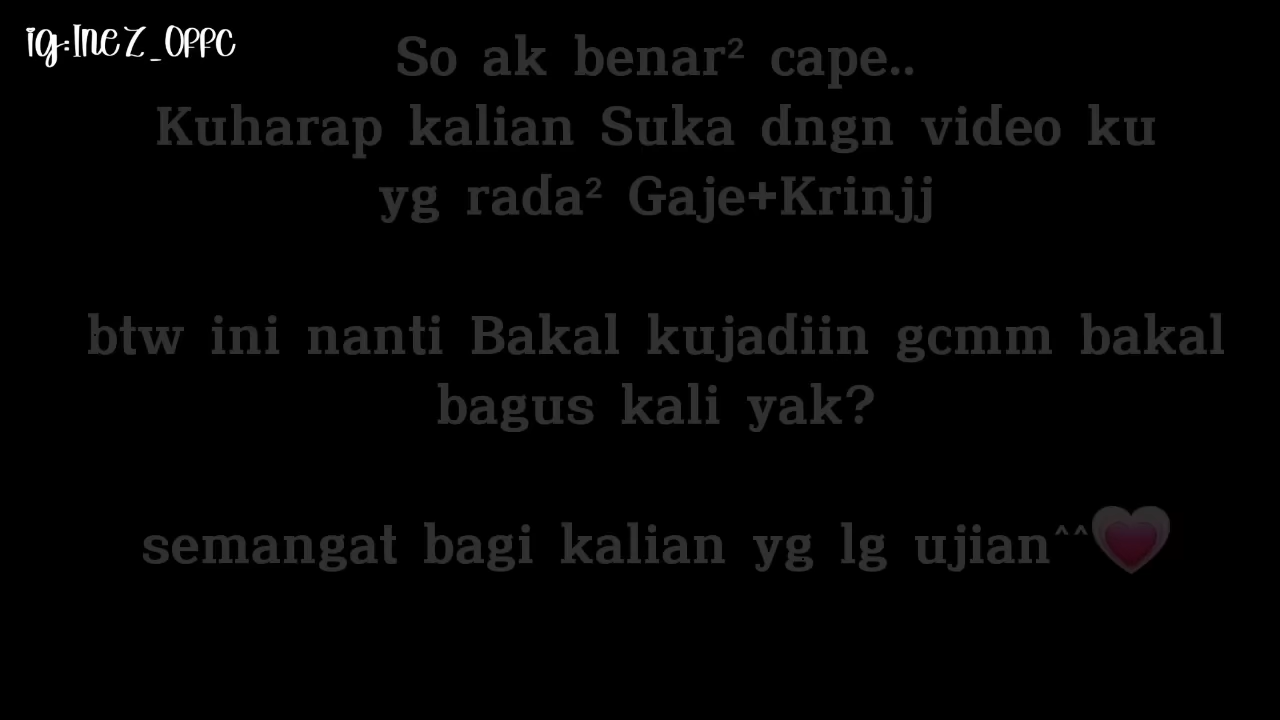 ig:Inez_Oppc
So ak benar² cape..
Kuharap kalian Suka dngn video ku
yg rada² Gaje+Krinjj
btw ini nanti Bakal kujadiin gcmm bakal
bagus kali yak?
semangat bagi kalian yg lg ujian^^💗